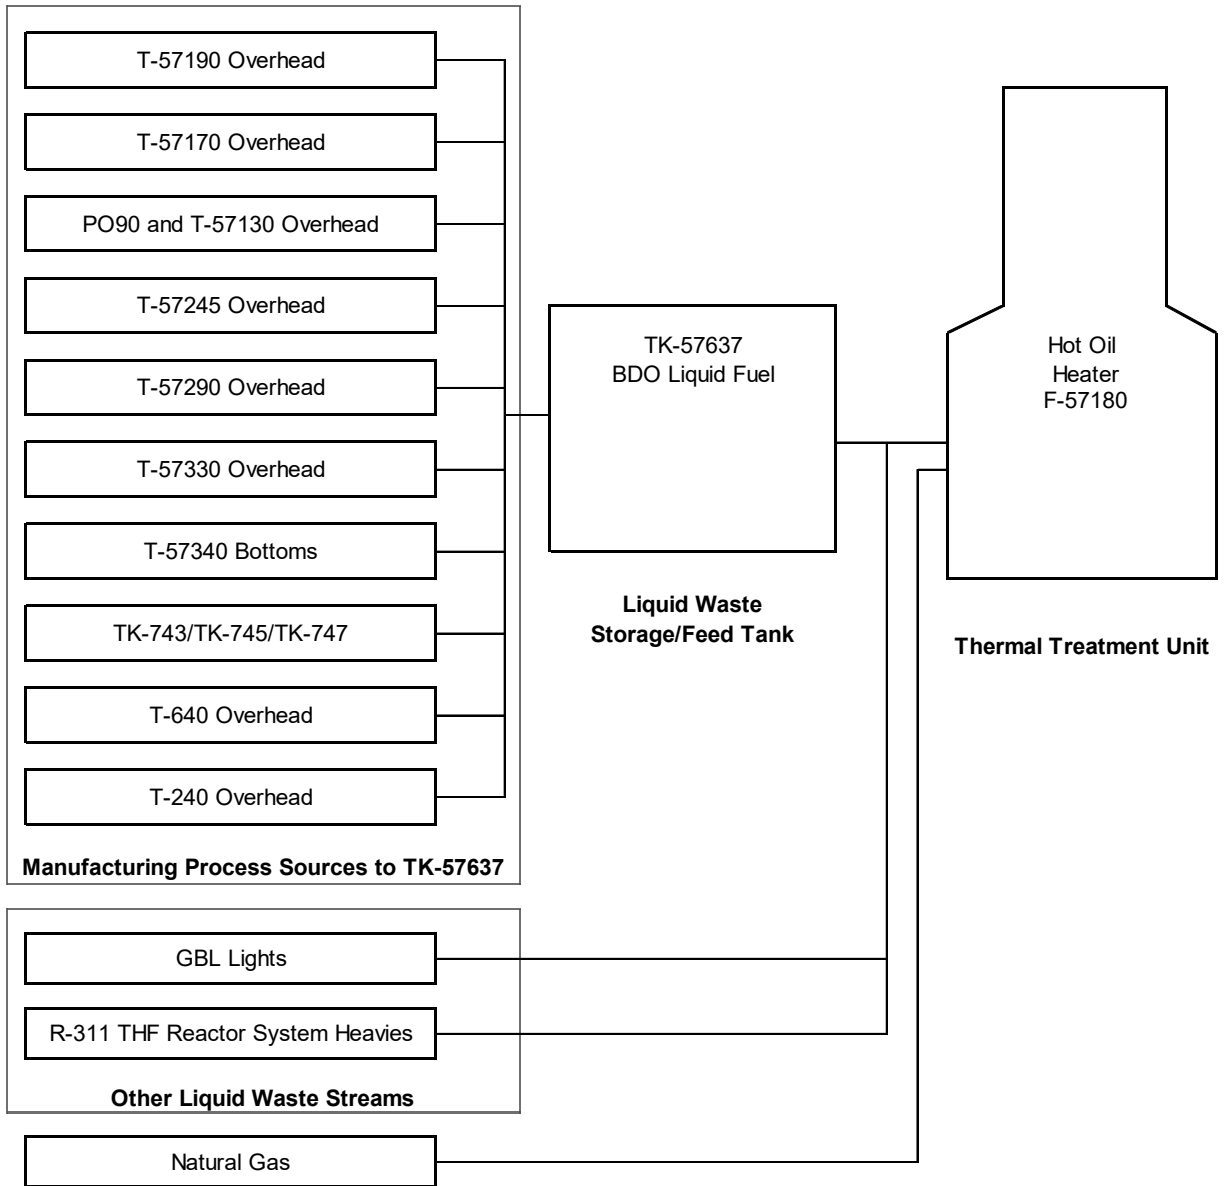 T-57190 Overhead
T-57170 Overhead
PO90 and T-57130 Overhead
T-57245 Overhead
T-57290 Overhead
T-57330 Overhead
T-57340 Bottoms
TK-743/TK-745/TK-747
T-640 Overhead
T-240 Overhead
Manufacturing Process Sources to TK-57637
TK-57637
BDO Liquid Fuel
Liquid Waste
Storage/Feed Tank
Hot Oil
Heater
F-57180
Thermal Treatment Unit
GBL Lights
R-311 THF Reactor System Heavies
Other Liquid Waste Streams
Natural Gas